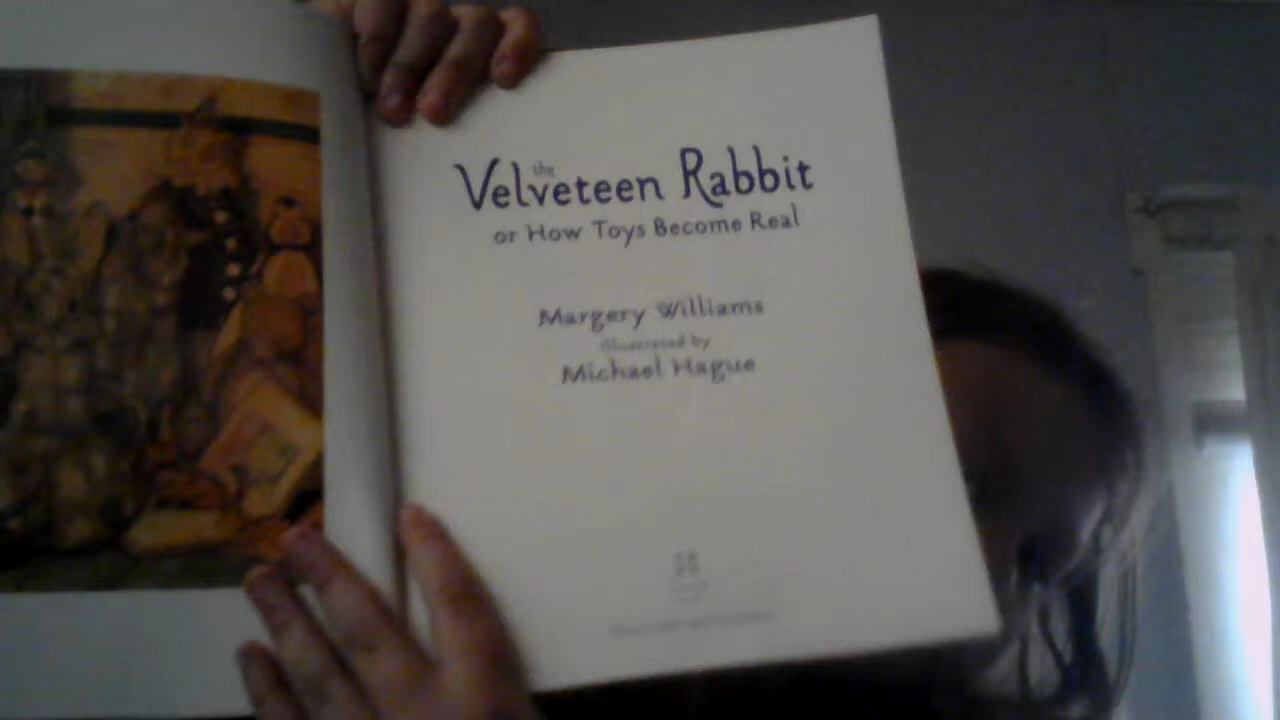 the
Velveteen Rabbit
or How Toys Become Real
Margery Williams
illustrated by
Michael Hague